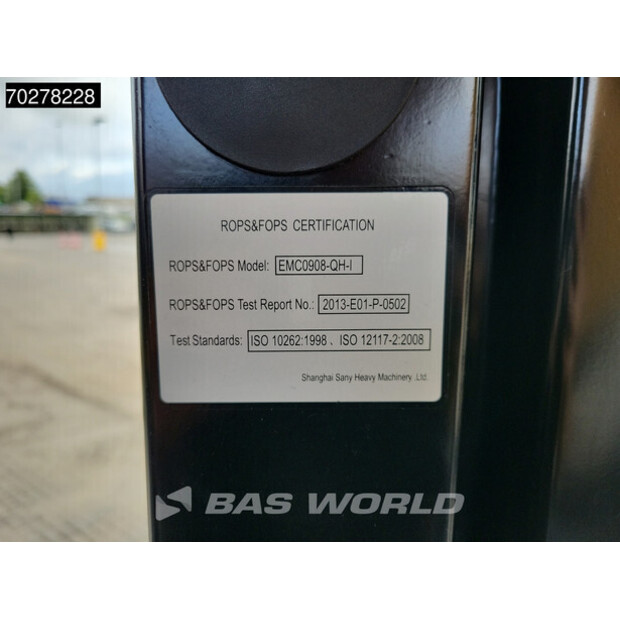 70278228
ROPS&FOPS CERTIFICATION
ROPS&FOPS Model: EMC0908-QH-I
ROPS&FOPS Test Report No.: 2013-E01-P-0502
Test Standards: ISO 10262:1998 、 ISO 12117-2:2008
Shanghai Sany Heavy Machinery .Ltd.
BAS WORLD